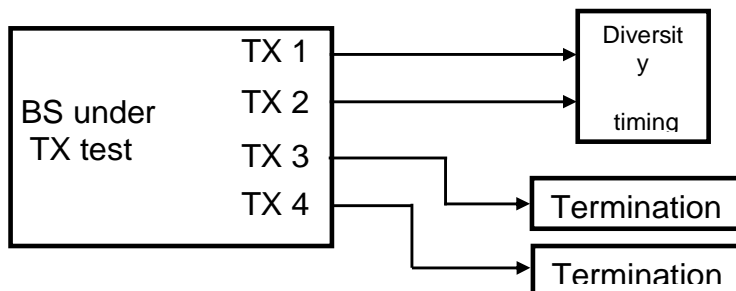 TX 1
TX 2
TX 3
TX 4
BS under
TX test
Diversit
y
timing
Termination
Termination